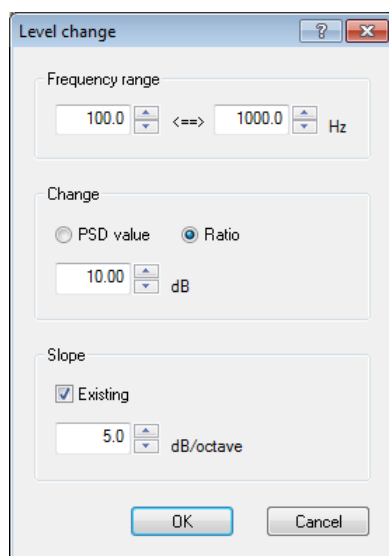 Level change
Frequency range
100.0 <==> 1000.0 Hz
Change
PSD value Ratio
10.00 dB
Slope
Existing
5.0 dB/octave
OK Cancel